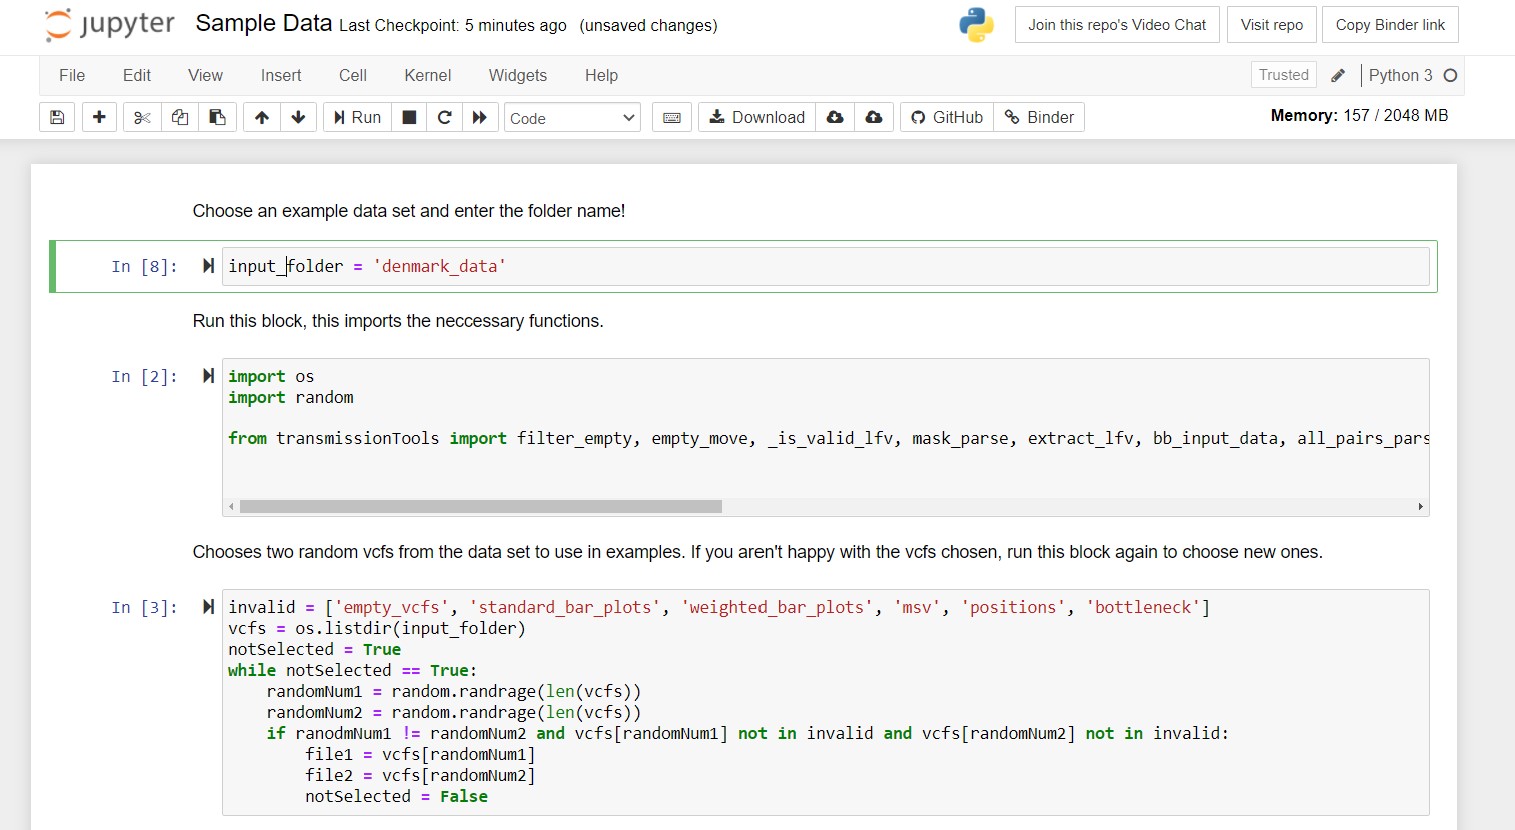 jupyter Sample Data Last Checkpoint: 5 minutes ago (unsaved changes) Join this repo's Video Chat Visit repo Copy Binder link
File Edit View Insert Cell Kernel Widgets Help Trusted Python 3
Run Code Download GitHub Binder Memory: 157 / 2048 MB
Choose an example data set and enter the folder name!
In [8]: input_folder = 'denmark_data'
Run this block, this imports the neccessary functions.
In [2]: import os
import random
from transmissionTools import filter_empty, empty_move, _is_valid_lfv, mask_parse, extract_lfv, bb_input_data, all_pairs_pars
Chooses two random vcfs from the data set to use in examples. If you aren't happy with the vcfs chosen, run this block again to choose new ones.
In [3]: invalid = ['empty_vcfs', 'standard_bar_plots', 'weighted_bar_plots', 'msv', 'positions', 'bottleneck']
vcfs = os.listdir(input_folder)
notSelected = True
while notSelected == True:
    randomNum1 = random.randrage(len(vcfs))
    randomNum2 = random.randrage(len(vcfs))
    if ranodmNum1 != randomNum2 and vcfs[randomNum1] not in invalid and vcfs[randomNum2] not in invalid:
        file1 = vcfs[randomNum1]
        file2 = vcfs[randomNum2]
        notSelected = False